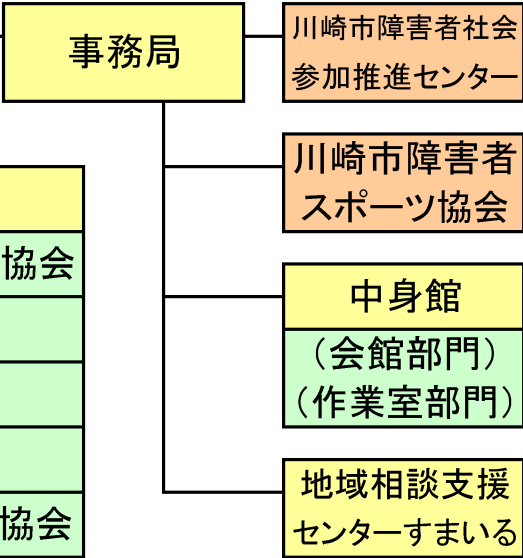 事務局
川崎市障害者社会
参加推進センター
川崎市障害者
スポーツ協会
協会
中身館
（会館部門）
（作業室部門）
協会
地域相談支援
センターすまいる